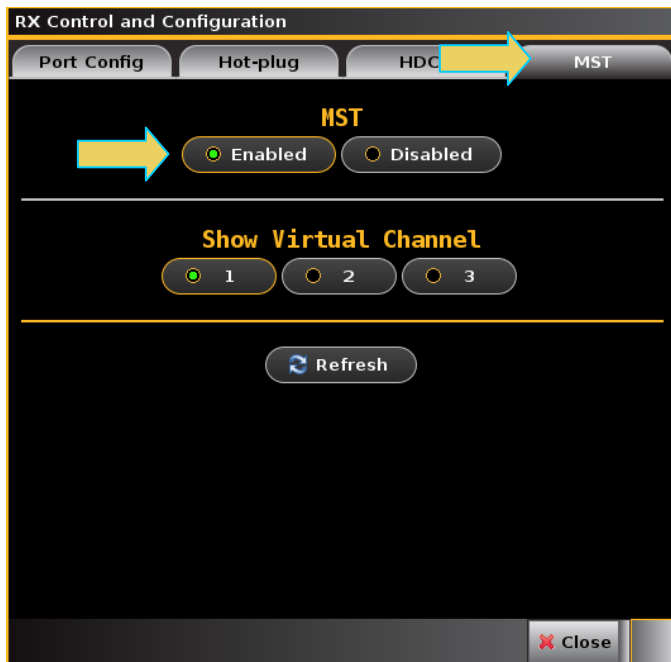 RX Control and Configuration
Port Config Hot-plug HDC MST
MST
Enabled Disabled
Show Virtual Channel
1 2 3
Refresh
Close